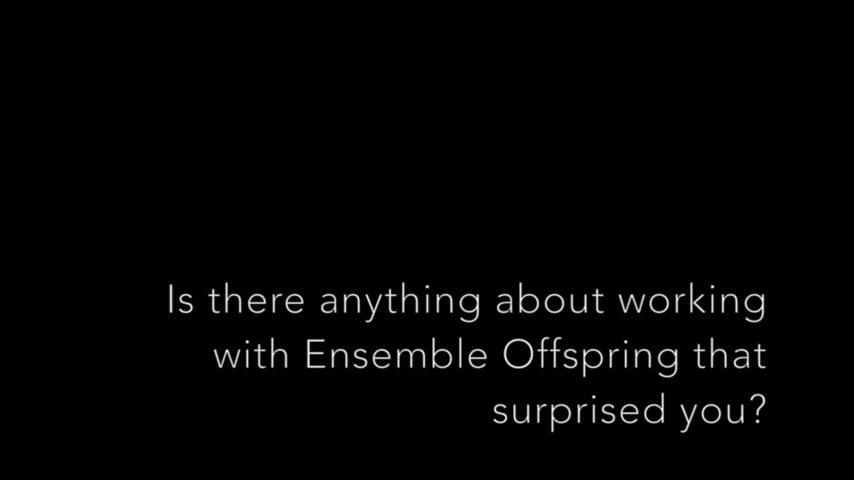 Is there anything about working
with Ensemble Offspring that
surprised you?